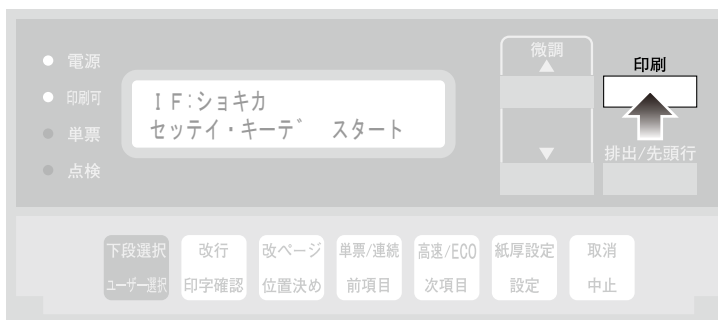 電源
印刷可
単票
点検
IF:ショキカ
セッテイ・キーデ゛ スタート
微調
印刷
排出/先頭行
下段選択 改行 改ページ 単票/連続 高速/ECO 紙厚設定 取消
ユーザー選択 印字確認 位置決め 前項目 次項目 設定 中止